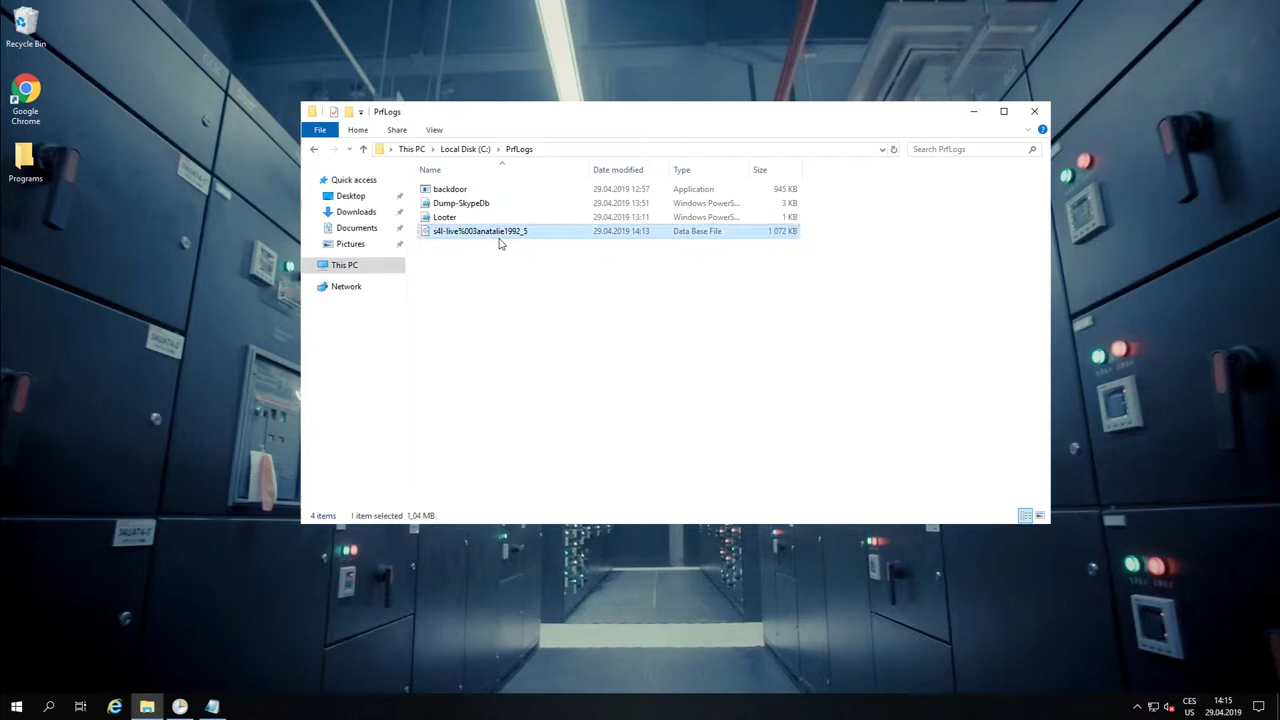 Recycle Bin
Google
Chrome
Programs
PrfLogs
File
Home
Share
View
This PC
Local Disk (C:)
PrfLogs
Search PrfLogs
Name
Date modified
Type
Size
Quick access
Desktop
Downloads
Documents
Pictures
This PC
Network
backdoor 29.04.2019 12:57 Application 945 KB
Dump-SkypeDb 29.04.2019 13:51 Windows PowerS... 3 KB
Looter 29.04.2019 13:11 Windows PowerS... 1 KB
s4l-live%003anatalie1992_5 29.04.2019 14:13 Data Base File 1 072 KB
4 items 1 item selected 1,04 MB
CES
US
14:15
29.04.2019